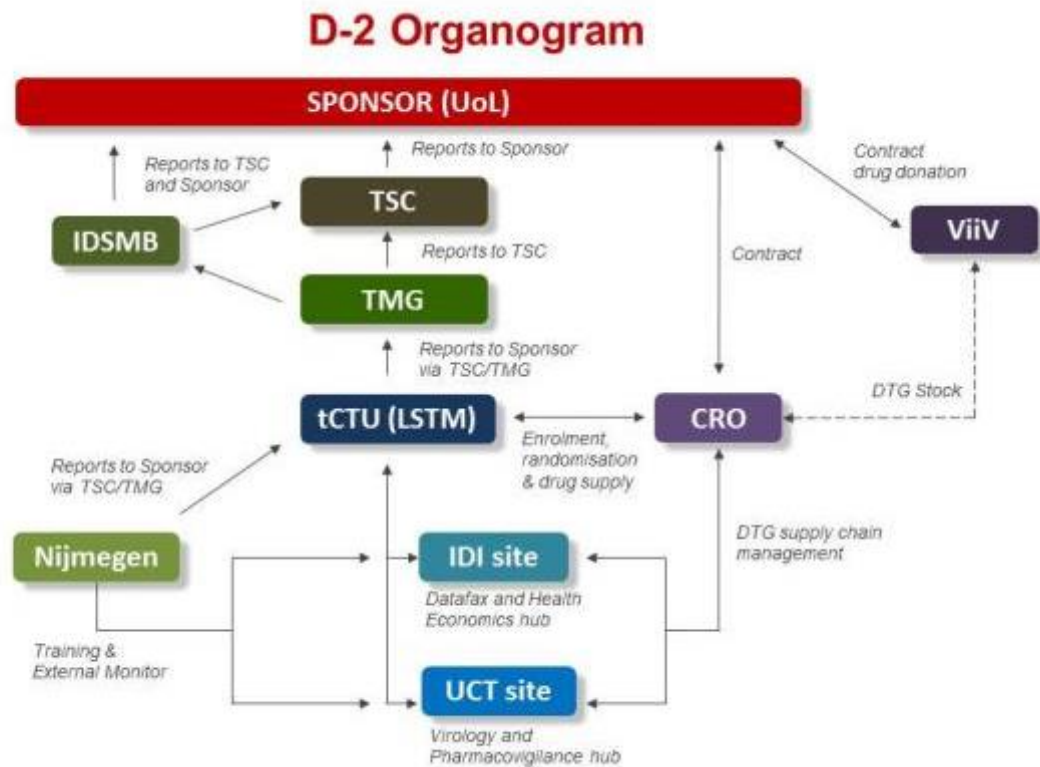 D-2 Organogram
SPONSOR (UoL)
Reports to TSC
and Sponsor
Reports to Sponsor
Contract
drug donation
TSC
IDSMB
ViiV
Reports to TSC
Contract
TMG
Reports to Sponsor
via TSC/TMG
DTG Stock
tCTU (LSTM)
CRO
Enrolment,
randomisation
& drug supply
Reports to Sponsor
via TSC/TMG
Nijmegen
IDI site
DTG supply chain
management
Datafax and Health
Economics hub
Training &
External Monitor
UCT site
Virology and
Pharmacovigilance hub